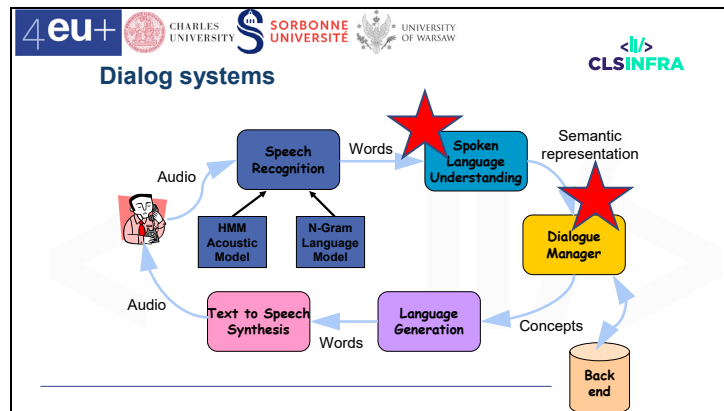 4eu+
CHARLES
UNIVERSITY
SORBONNE
UNIVERSITÉ
UNIVERSITY
OF WARSAW
CLSINFRA
Dialog systems
Audio
Speech
Recognition
Words
Spoken
Language
Understanding
Semantic
representation
HMM
Acoustic
Model
N-Gram
Language
Model
Dialogue
Manager
Audio
Text to Speech
Synthesis
Words
Language
Generation
Concepts
Back
end